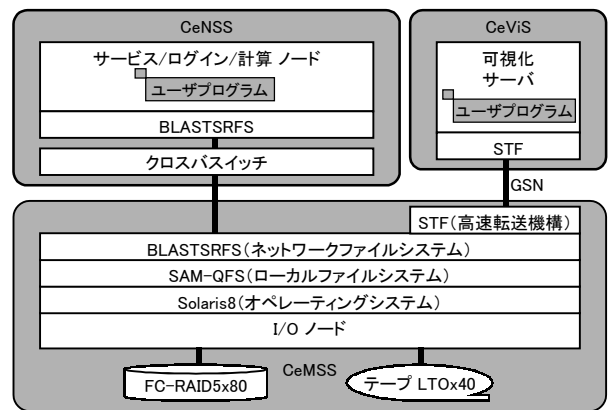 CeNSS
サービス/ログイン/計算 ノード
ユーザプログラム
BLASTSRFS
クロスバスイッチ
CeViS
可視化
サーバ
ユーザプログラム
STF
GSN
STF(高速転送機構)
BLASTSRFS(ネットワークファイルシステム)
SAM-QFS(ローカルファイルシステム)
Solaris8(オペレーティングシステム)
I/O ノード
CeMSS
FC-RAID5x80
テープ LTOx40